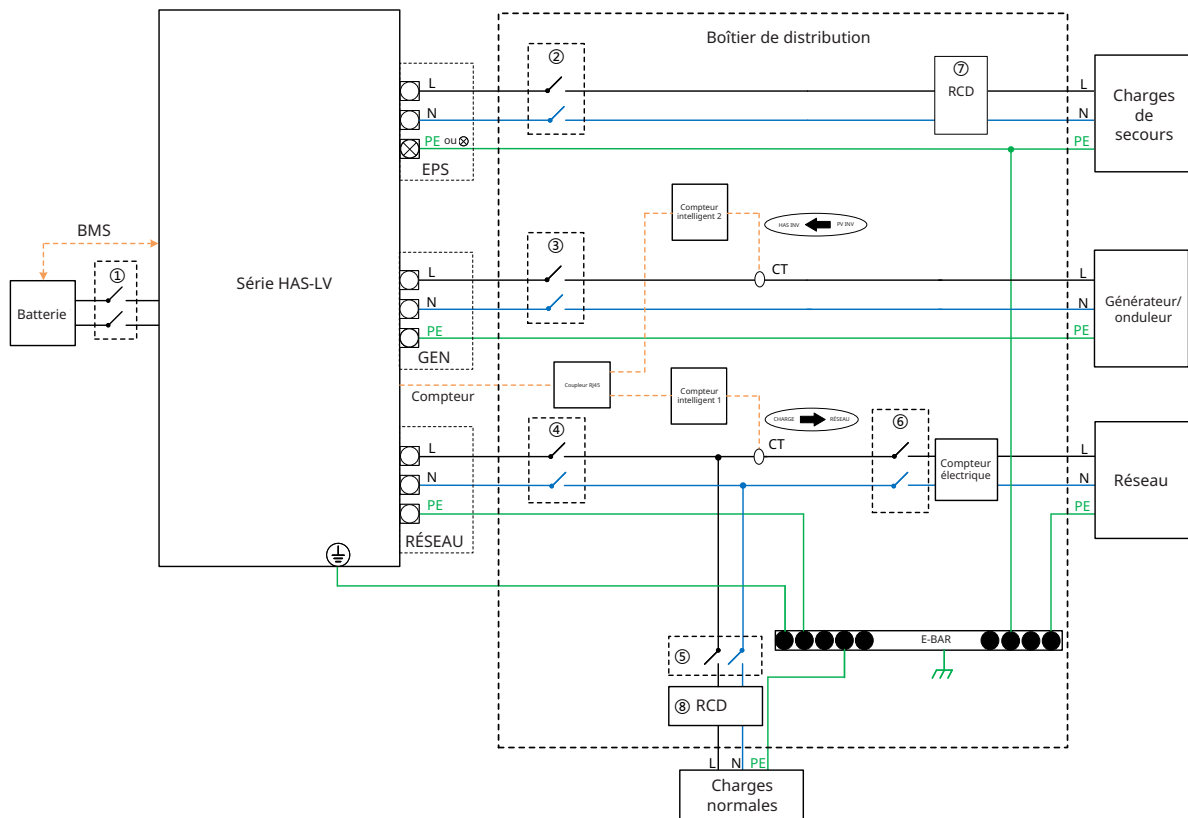 Boîtier de distribution
②
⑦
RCD
L
L
N
N
PE ou ⊗
PE
EPS
Charges
de
secours
Compteur
intelligent 2
HAS INV
PV INV
BMS
①
③
CT
Batterie
Série HAS-LV
L
L
N
N
PE
PE
GEN
Générateur/
onduleur
Compteur
Coupleur RJ45
Compteur
intelligent 1
CHARGE
RÉSEAU
④
⑥
CT
L
L
N
N
PE
PE
RÉSEAU
Compteur
électrique
Réseau
E-BAR
⑤
⑧ RCD
L
N
PE
Charges
normales